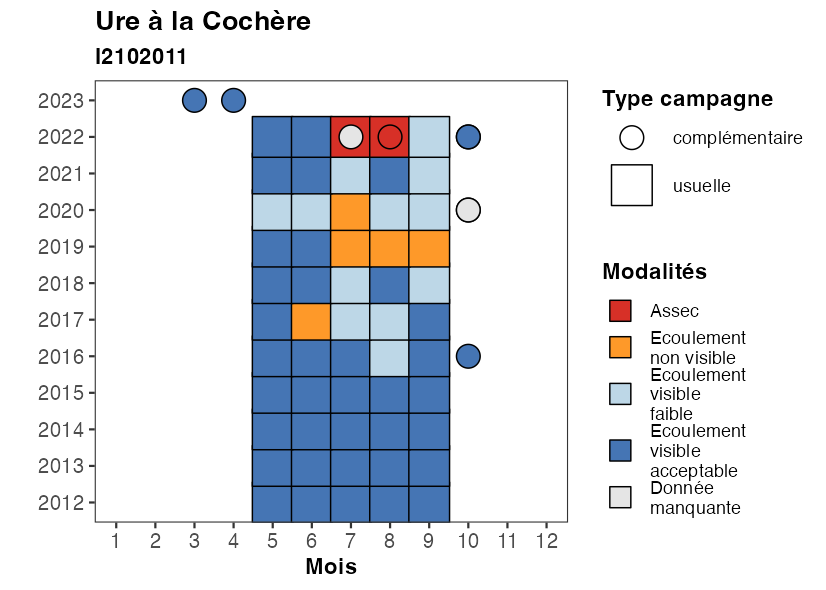 Ure à la Cochère
I2102011
2023
2022
2021
2020
2019
2018
2017
2016
2015
2014
2013
2012
1 2 3 4 5 6 7 8 9 10 11 12
Mois
Type campagne
complémentaire
usuelle
Modalités
Assec
Ecoulement
non visible
Ecoulement
visible
faible
Ecoulement
visible
acceptable
Donnée
manquante